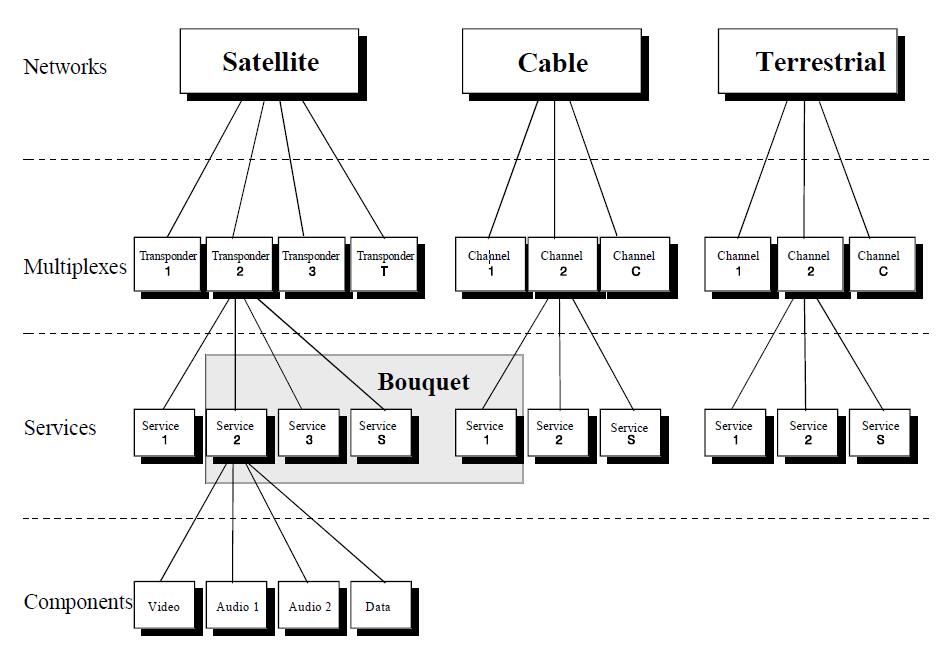 Networks
Satellite
Cable
Terrestrial
Multiplexes
Transponder
1
Transponder
2
Transponder
3
Transponder
T
Channel
1
Channel
2
Channel
C
Channel
1
Channel
2
Channel
C
Bouquet
Services
Service
1
Service
2
Service
3
Service
S
Service
1
Service
2
Service
S
Service
1
Service
2
Service
S
Components
Video
Audio 1
Audio 2
Data